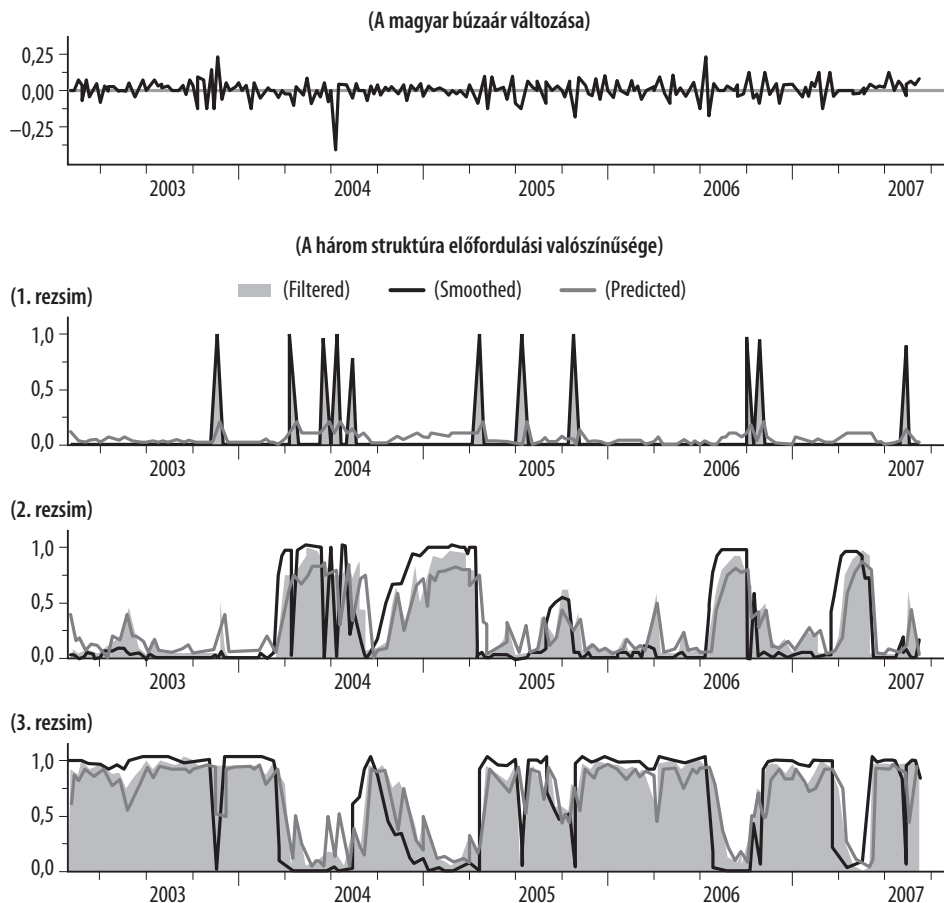 (A magyar búzaár változása)
0,25
0,00
–0,25
2003 2004 2005 2006 2007
(A három struktúra előfordulási valószínűsége)
(Filtered) (Smoothed) (Predicted)
(1. rezsim)
1,0
0,5
0,0
2003 2004 2005 2006 2007
(2. rezsim)
1,0
0,5
0,0
2003 2004 2005 2006 2007
(3. rezsim)
1,0
0,5
0,0
2003 2004 2005 2006 2007